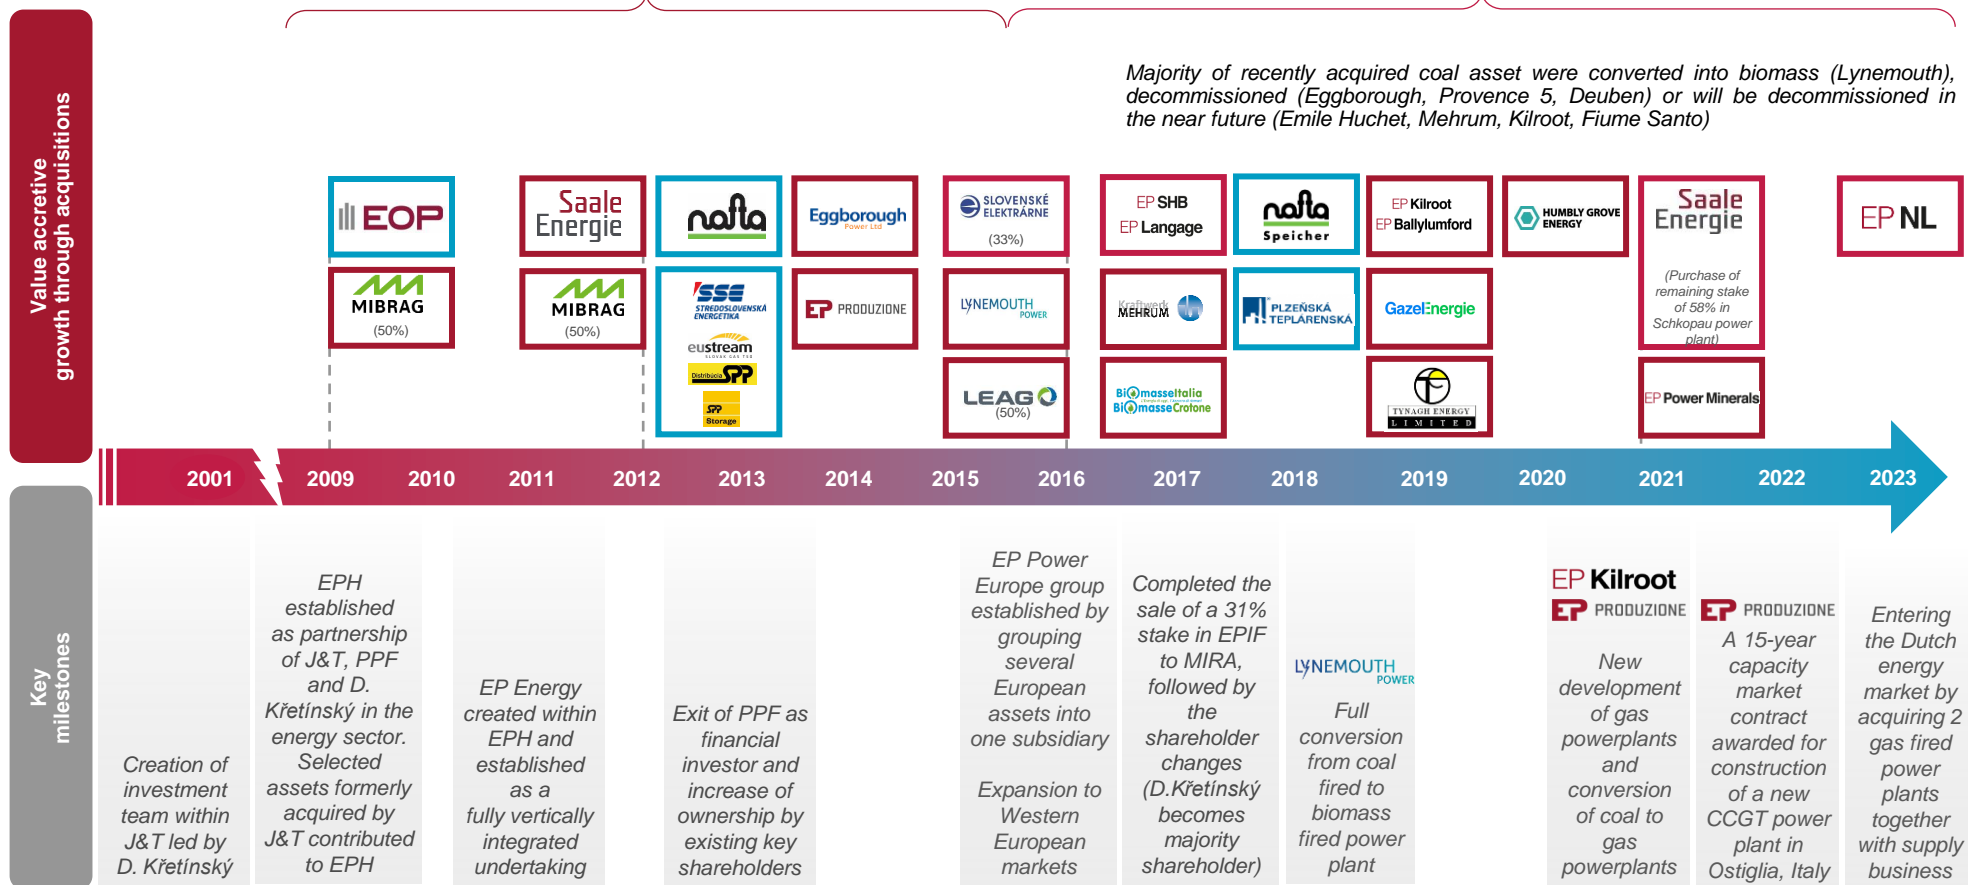 Value accretive
growth through acquisitions
Majority of recently acquired coal asset were converted into biomass (Lynemouth),
decommissioned (Eggborough, Provence 5, Deuben) or will be decommissioned in
the near future (Emile Huchet, Mehrum, Kilroot, Fiume Santo)
EOP
MIBRAG
(50%)
Saale
Energie
MIBRAG
(50%)
nafta
SSE
STREDOSLOVENSKÁ
ENERGETIKA
eustream
SLOVAK GAS TSO
Distribúcia SPP
SPP
Storage
Eggborough
Power Ltd
EP PRODUZIONE
SLOVENSKÉ
ELEKTRÁRNE
(33%)
LYNEMOUTH
POWER
LEAG
(50%)
EP SHB
EP Langage
Kraftwerk
MEHRUM
BiomasseItalia
BiomasseCrotone
nafta
Speicher
PLZEŇSKÁ
TEPLÁRENSKÁ
EP Kilroot
EP Ballylumford
GazelEnergie
TYNAGH ENERGY
LIMITED
HUMBLY GROVE
ENERGY
Saale
Energie
(Purchase of
remaining stake
of 58% in
Schkopau power
plant)
EP Power Minerals
EP NL
2001
2009
2010
2011
2012
2013
2014
2015
2016
2017
2018
2019
2020
2021
2022
2023
Key
milestones
Creation of
investment
team within
J&T led by
D. Křetínský
EPH
established
as partnership
of J&T, PPF
and D.
Křetínský in the
energy sector.
Selected
assets formerly
acquired by
J&T contributed
to EPH
EP Energy
created within
EPH and
established
as a
fully vertically
integrated
undertaking
Exit of PPF as
financial
investor and
increase of
ownership by
existing key
shareholders
EP Power
Europe group
established by
grouping
several
European
assets into
one subsidiary
Expansion to
Western
European
markets
Completed the
sale of a 31%
stake in EPIF
to MIRA,
followed by
the
shareholder
changes
(D.Křetínský
becomes
majority
shareholder)
LYNEMOUTH
POWER
Full
conversion
from coal
fired to
biomass
fired power
plant
EP Kilroot
EP PRODUZIONE
New
development
of gas
powerplants
and
conversion
of coal to
gas
powerplants
EP PRODUZIONE
A 15-year
capacity
market
contract
awarded for
construction
of a new
CCGT power
plant in
Ostiglia, Italy
Entering
the Dutch
energy
market by
acquiring 2
gas fired
power
plants
together
with supply
business